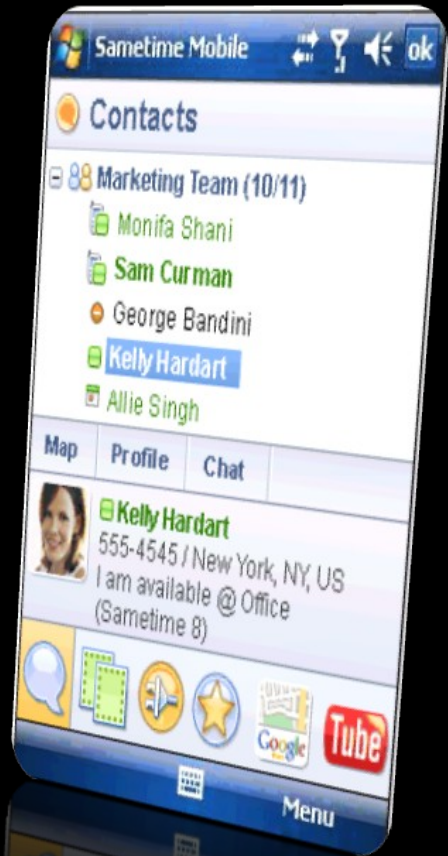 Sametime Mobile ok
Contacts
Marketing Team (10/11)
Monifa Shani
Sam Curman
George Bandini
Kelly Hardart
Allie Singh
Map Profile Chat
Kelly Hardart
555-4545 / New York, NY, US
I am available @ Office
(Sametime 8)
Google Tube
Menu